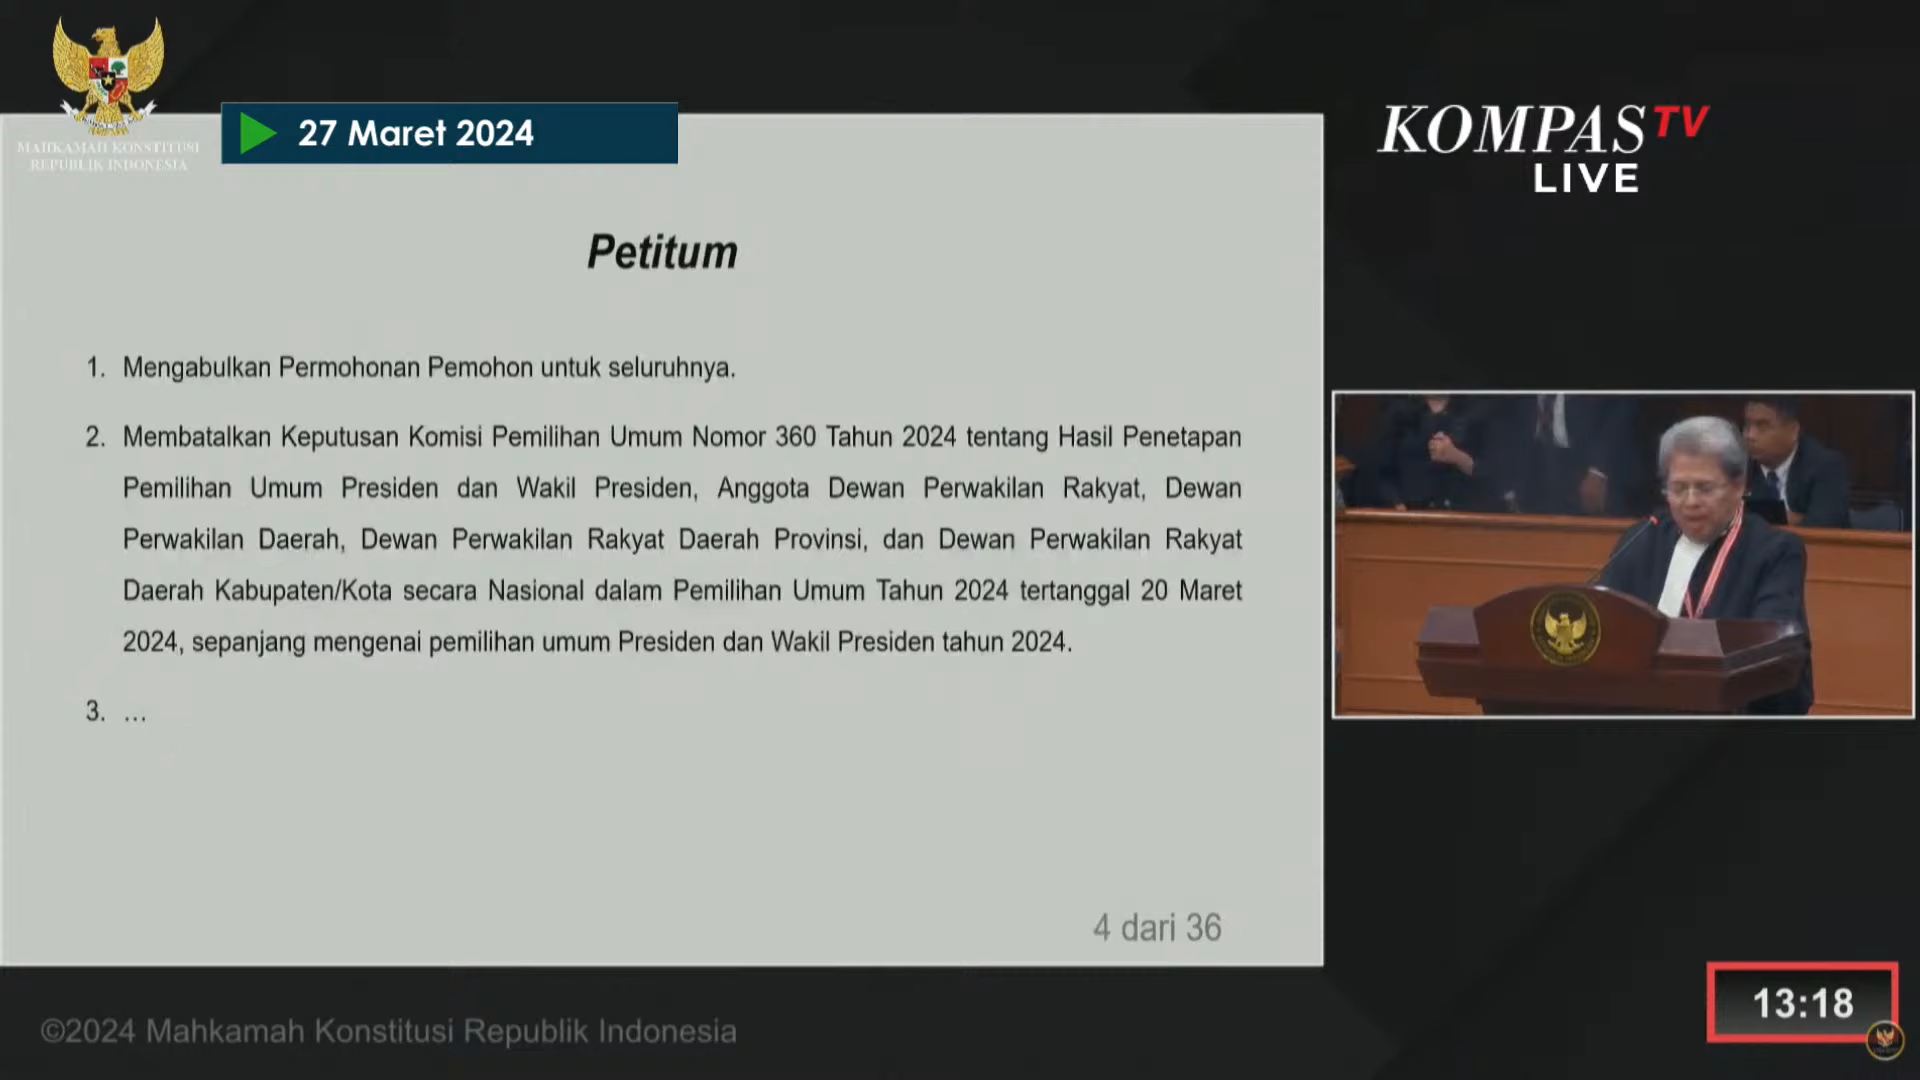 MAHKAMAH KONSTITUSI
REPUBLIK INDONESIA
27 Maret 2024
KOMPAS TV
LIVE
Petitum
1. Mengabulkan Permohonan Pemohon untuk seluruhnya.
2. Membatalkan Keputusan Komisi Pemilihan Umum Nomor 360 Tahun 2024 tentang Hasil Penetapan
Pemilihan Umum Presiden dan Wakil Presiden, Anggota Dewan Perwakilan Rakyat, Dewan
Perwakilan Daerah, Dewan Perwakilan Rakyat Daerah Provinsi, dan Dewan Perwakilan Rakyat
Daerah Kabupaten/Kota secara Nasional dalam Pemilihan Umum Tahun 2024 tertanggal 20 Maret
2024, sepanjang mengenai pemilihan umum Presiden dan Wakil Presiden tahun 2024.
3. ...
4 dari 36
13:18
©2024 Mahkamah Konstitusi Republik Indonesia